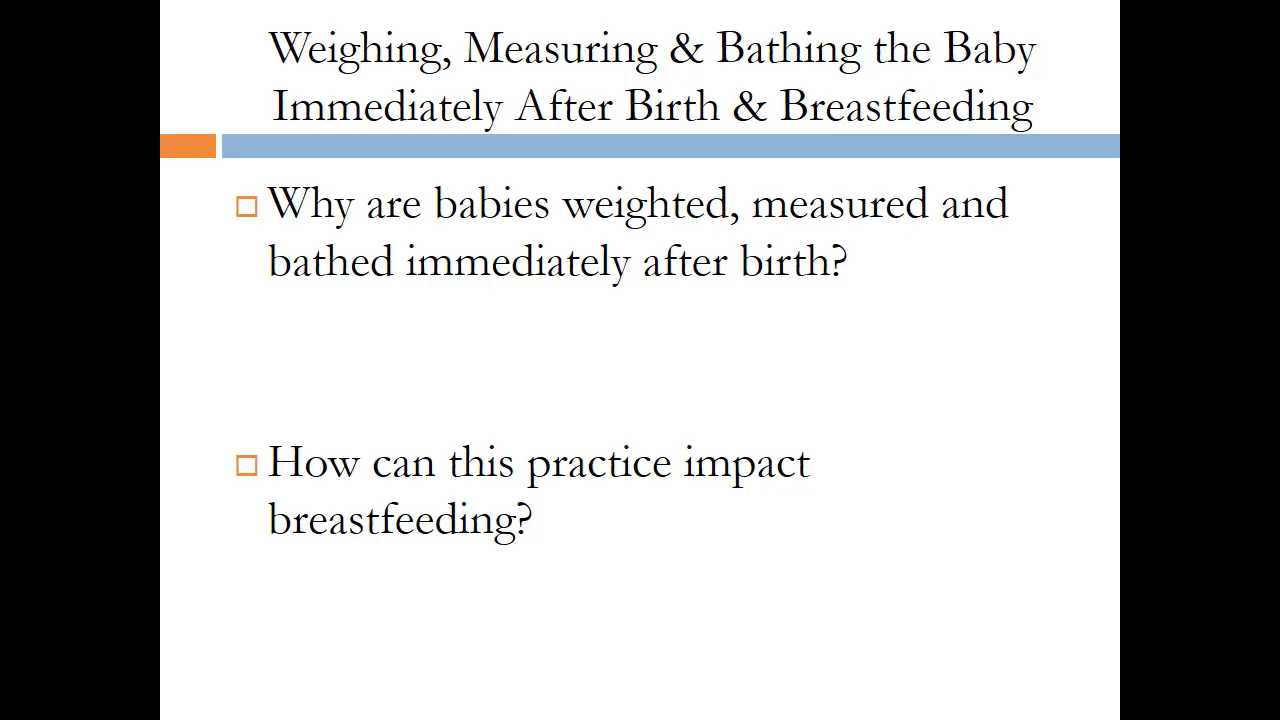 Weighing, Measuring & Bathing the Baby
Immediately After Birth & Breastfeeding
Why are babies weighted, measured and
bathed immediately after birth?
How can this practice impact
breastfeeding?